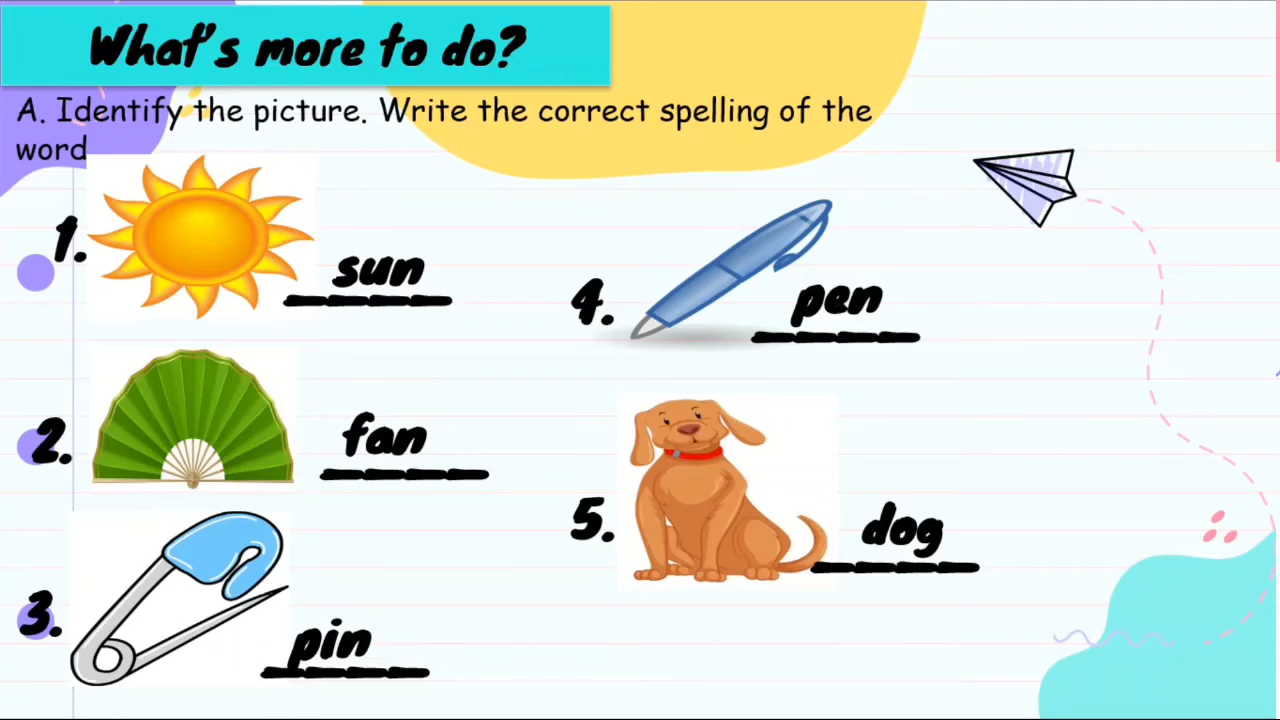 What's more to do?
A. Identify the picture. Write the correct spelling of the
word
1. sun
2. fan
3. pin
4. pen
5. dog